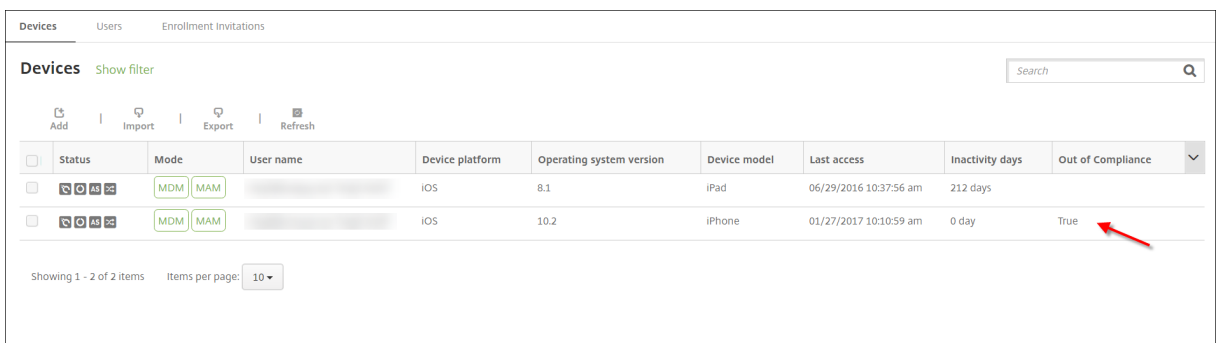 Devices Users Enrollment Invitations
Devices Show filter Search
Add | Import | Export | Refresh
Status Mode User name Device platform Operating system version Device model Last access Inactivity days Out of Compliance
AS MDM MAM iOS 8.1 iPad 06/29/2016 10:37:56 am 212 days
AS MDM MAM iOS 10.2 iPhone 01/27/2017 10:10:59 am 0 day True
Showing 1 - 2 of 2 items Items per page: 10